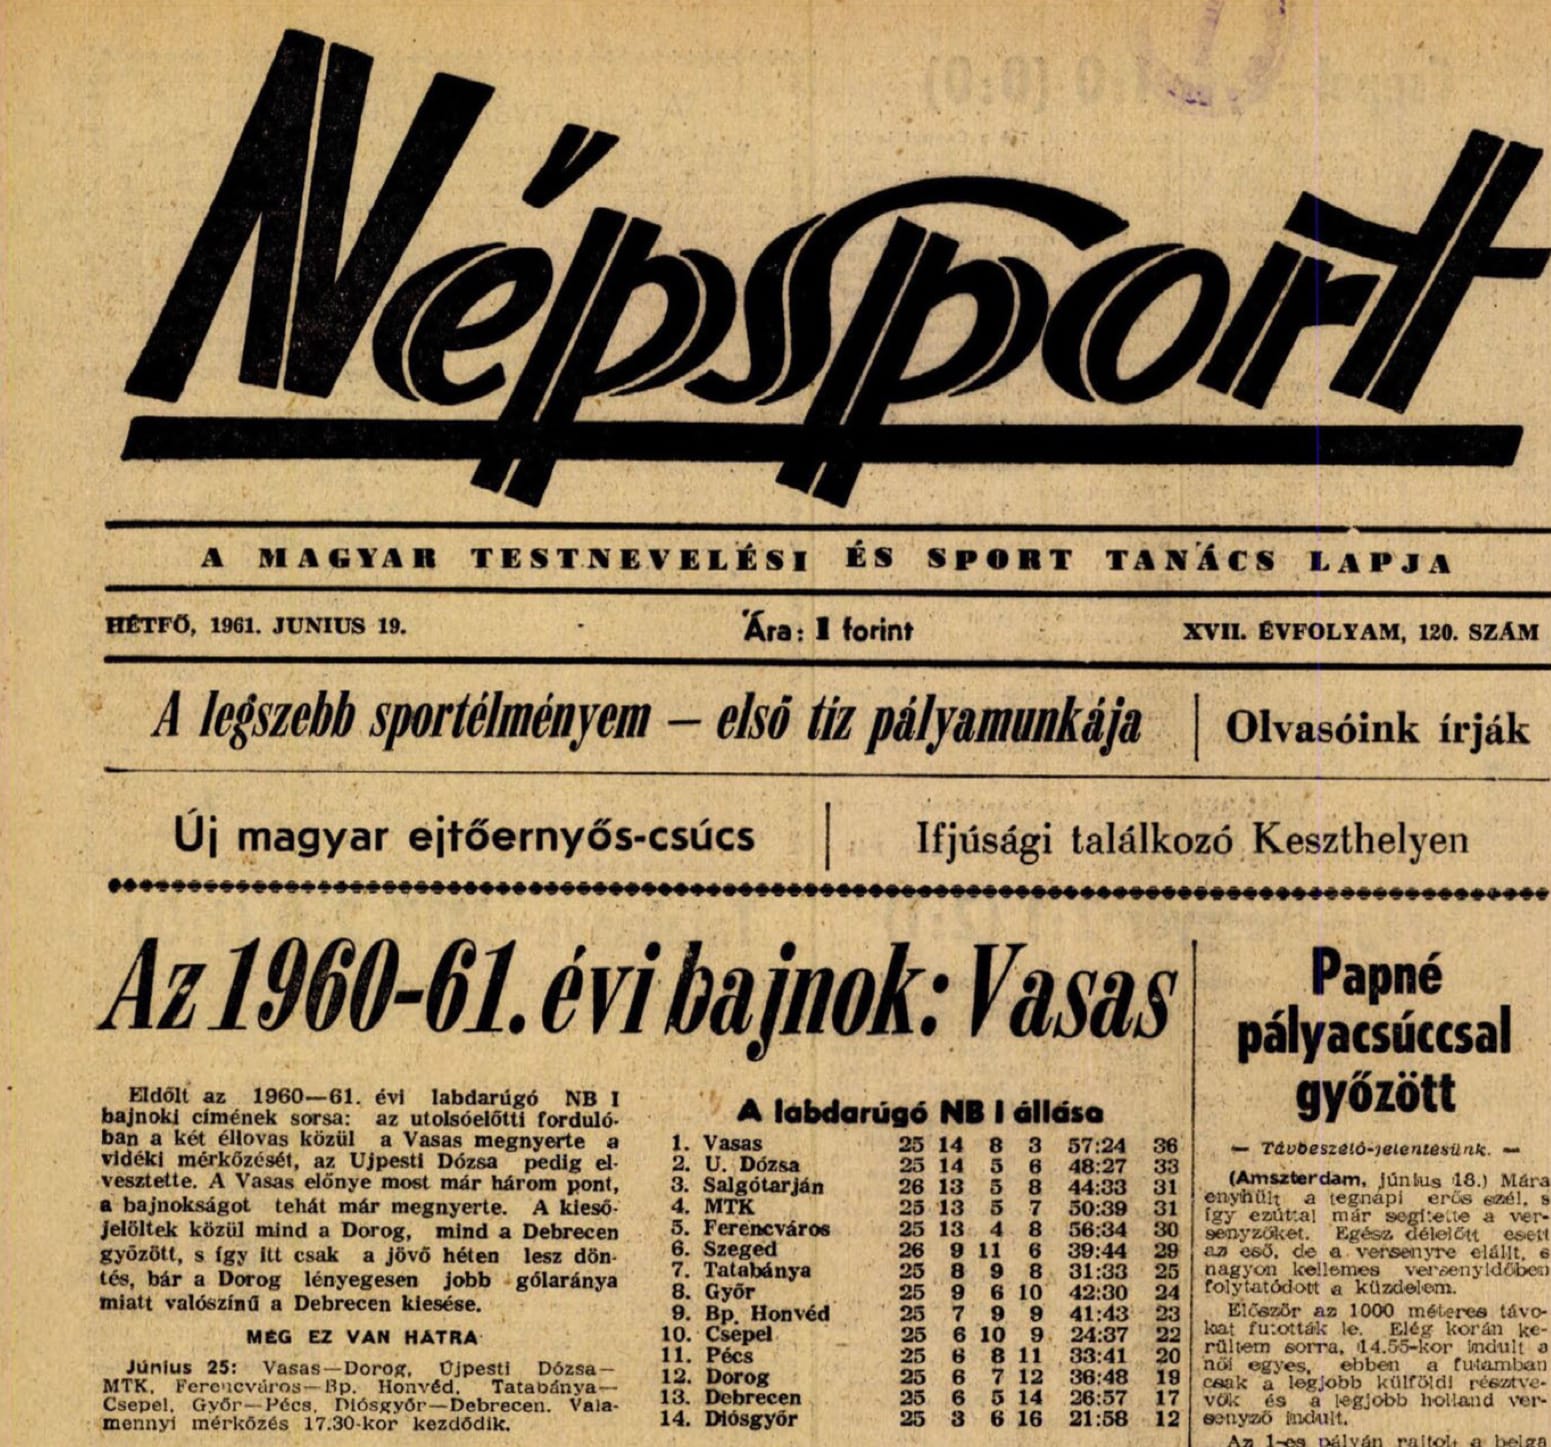 Népsport
A MAGYAR TESTNEVELÉSI ÉS SPORT TANÁCS LAPJA
HÉTFŐ, 1961. JUNIUS 19.
Ára: 1 forint
XVII. ÉVFOLYAM, 120. SZÁM
A legszebb sportélményem – első tíz pályamunkája
Olvasóink írják
Új magyar ejtőernyős-csúcs
Ifjúsági találkozó Keszthelyen
Az 1960-61. évi bajnok: Vasas
Eldőlt az 1960—61. évi labdarúgó NB I
bajnoki címének sorsa: az utolsóelőtti forduló-
ban a két éllovas közül a Vasas megnyerte a
vidéki mérkőzését, az Ujpesti Dózsa pedig el-
vesztette. A Vasas előnye most már három pont,
a bajnokságot tehát már megnyerte. A kieső-
jelöltek közül mind a Dorog, mind a Debrecen
győzött, s így itt csak a jövő héten lesz dön-
tés, bár a Dorog lényegesen jobb gólaránya
miatt valószínű a Debrecen kiesése.
MÉG EZ VAN HÁTRA
Június 25: Vasas—Dorog, Újpesti Dózsa—
MTK, Ferencváros—Bp. Honvéd, Tatabánya—
Csepel, Győr—Pécs, Diósgyőr—Debrecen. Vala-
mennyi mérkőzés 17.30-kor kezdődik.
A labdarúgó NB I állása
1. Vasas 25 14 8 3 57:24 36
2. U. Dózsa 25 14 5 6 48:27 33
3. Salgótarján 26 13 5 8 44:33 31
4. MTK 25 13 5 7 50:39 31
5. Ferencváros 25 13 4 8 56:34 30
6. Szeged 26 9 11 6 39:44 29
7. Tatabánya 25 8 9 8 31:33 25
8. Győr 25 9 6 10 42:30 24
9. Bp. Honvéd 25 7 9 9 41:43 23
10. Csepel 25 6 10 9 24:37 22
11. Pécs 25 6 8 11 33:41 20
12. Dorog 25 6 7 12 36:48 19
13. Debrecen 25 6 5 14 26:57 17
14. Diósgyőr 25 3 6 16 21:58 12
Papné
pályacsúccsal
győzött
— Távbeszélő-jelentésünk. —
(Amszterdam, június 18.) Mára
enyhült a tegnapi erős szél, s
így ezúttal már segítette a ver-
senyzőket. Egész délelőtt esett
az eső, de a versenyre elállt, s
nagyon kellemes versenyidőben
folytatódott a küzdelem.
Először az 1000 méteres távo-
kat futották le. Elég korán ke-
rültem sorra, 14.55-kor indult a
női egyes, ebben a futamban
csak a legjobb külföldi résztve-
vők és a legjobb holland ver-
senyző indult.
Az 1-es pályán rajtolt a belga